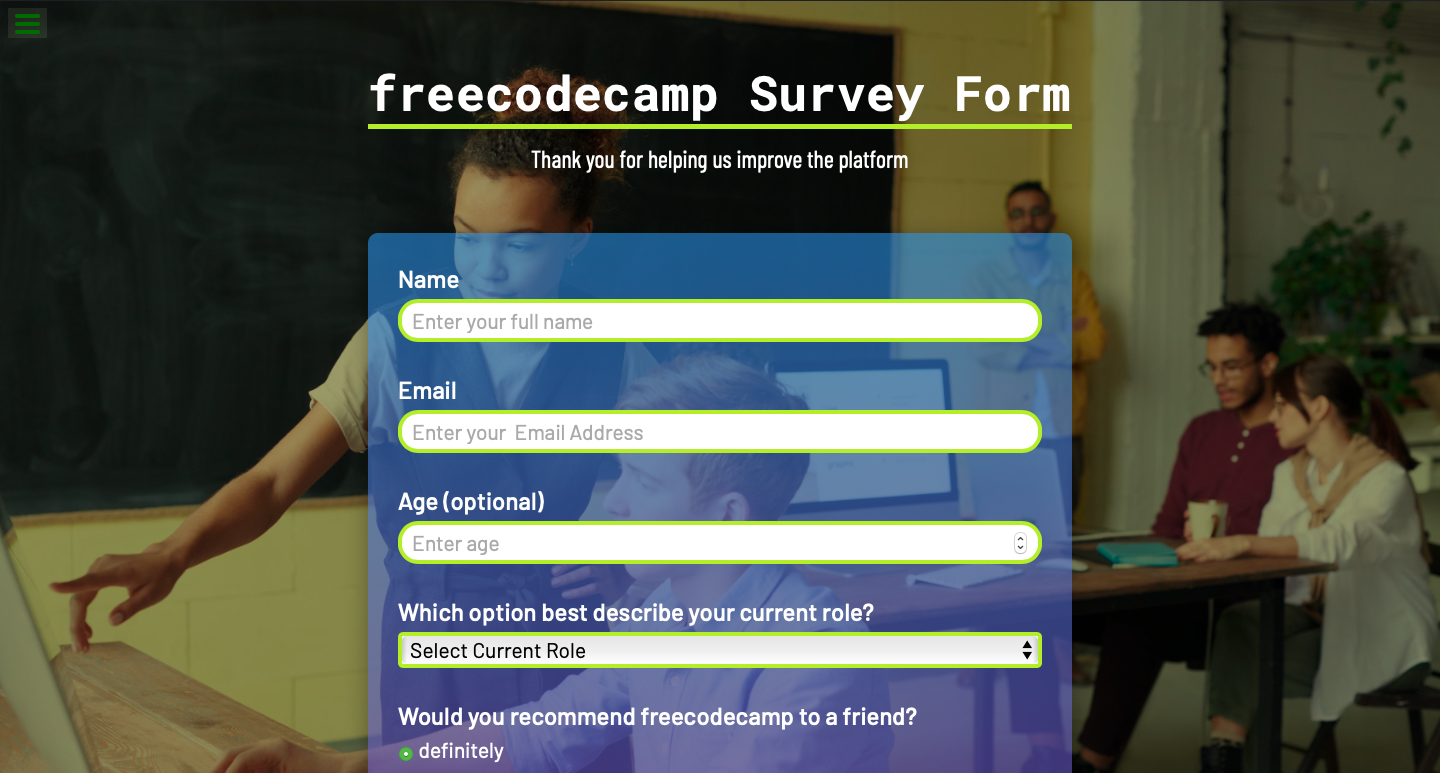 freecodecamp Survey Form
Thank you for helping us improve the platform
Name
Enter your full name
Email
Enter your  Email Address
Age (optional)
Enter age
Which option best describe your current role?
Select Current Role
Would you recommend freecodecamp to a friend?
definitely